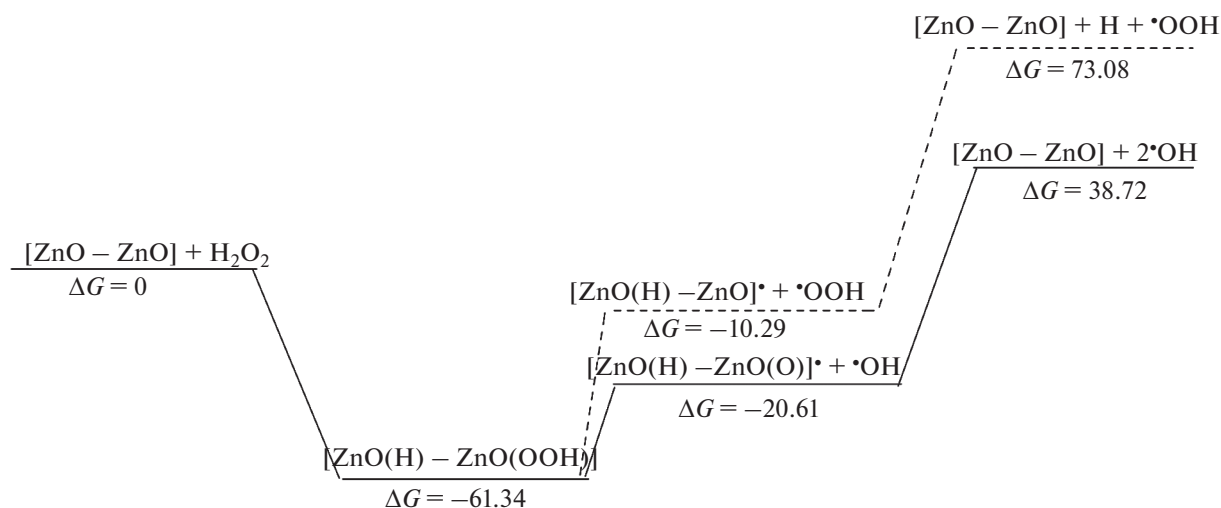 [ZnO – ZnO] + H + •OOH
ΔG = 73.08
[ZnO – ZnO] + 2•OH
ΔG = 38.72
[ZnO – ZnO] + H₂O₂
ΔG = 0
[ZnO(H) –ZnO]• + •OOH
ΔG = –10.29
[ZnO(H) –ZnO(O)]• + •OH
ΔG = –20.61
[ZnO(H) – ZnO(OOH)]
ΔG = –61.34